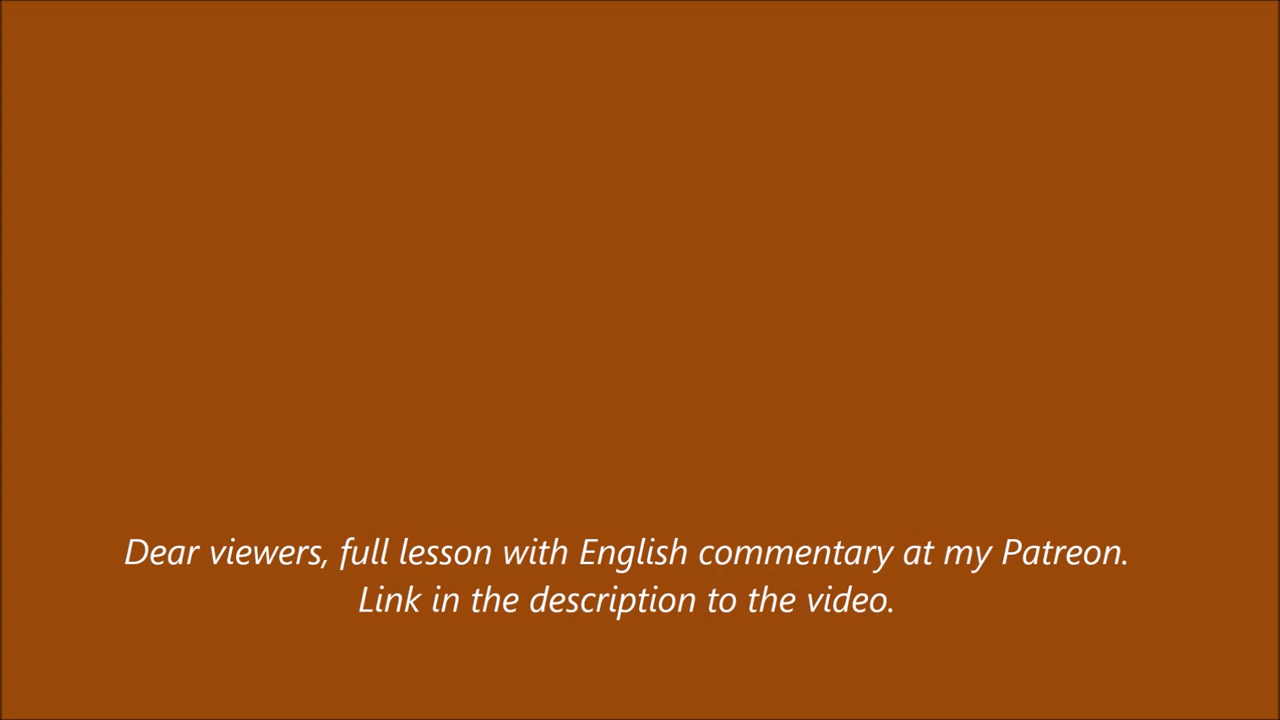 Dear viewers, full lesson with English commentary at my Patreon.
Link in the description to the video.